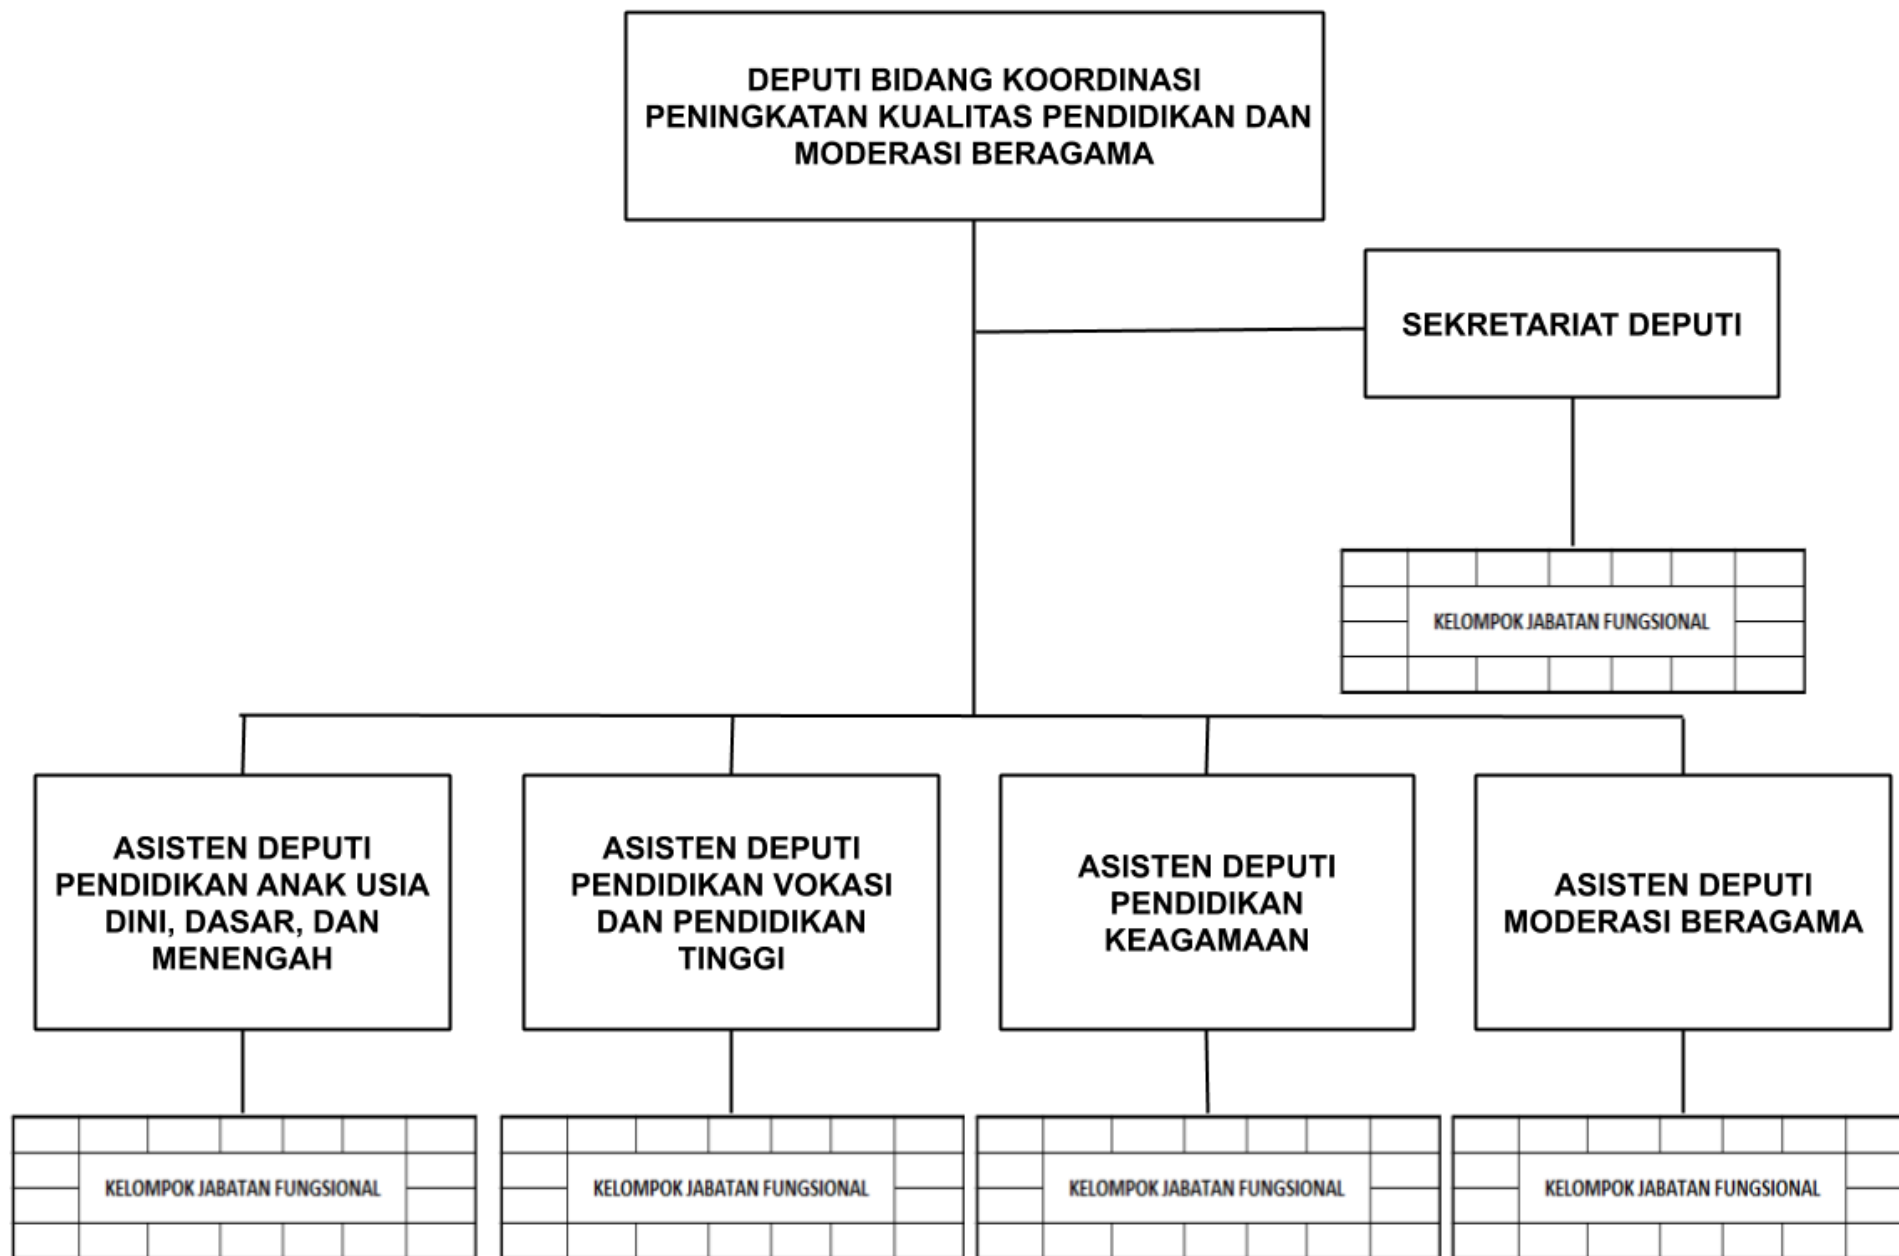 DEPUTI BIDANG KOORDINASI
PENINGKATAN KUALITAS PENDIDIKAN DAN
MODERASI BERAGAMA
SEKRETARIAT DEPUTI
KELOMPOK JABATAN FUNGSIONAL
ASISTEN DEPUTI
PENDIDIKAN ANAK USIA
DINI, DASAR, DAN
MENENGAH
ASISTEN DEPUTI
PENDIDIKAN VOKASI
DAN PENDIDIKAN
TINGGI
ASISTEN DEPUTI
PENDIDIKAN
KEAGAMAAN
ASISTEN DEPUTI
MODERASI BERAGAMA
KELOMPOK JABATAN FUNGSIONAL
KELOMPOK JABATAN FUNGSIONAL
KELOMPOK JABATAN FUNGSIONAL
KELOMPOK JABATAN FUNGSIONAL